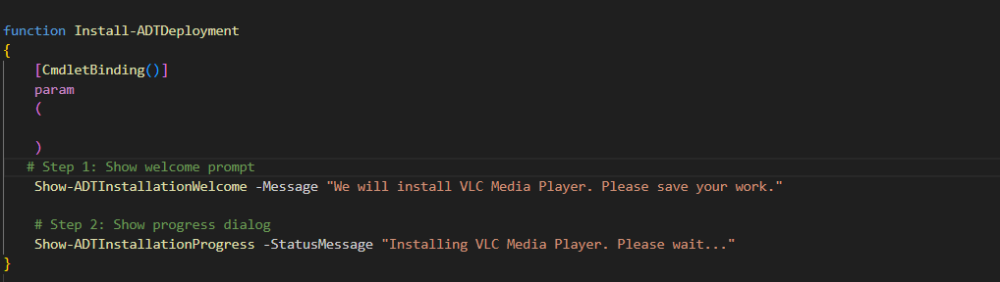 function Install-ADTDeployment
{
    [CmdletBinding()]
    param
    (
    )
   # Step 1: Show welcome prompt
    Show-ADTInstallationWelcome -Message "We will install VLC Media Player. Please save your work."
    # Step 2: Show progress dialog
    Show-ADTInstallationProgress -StatusMessage "Installing VLC Media Player. Please wait..."
}